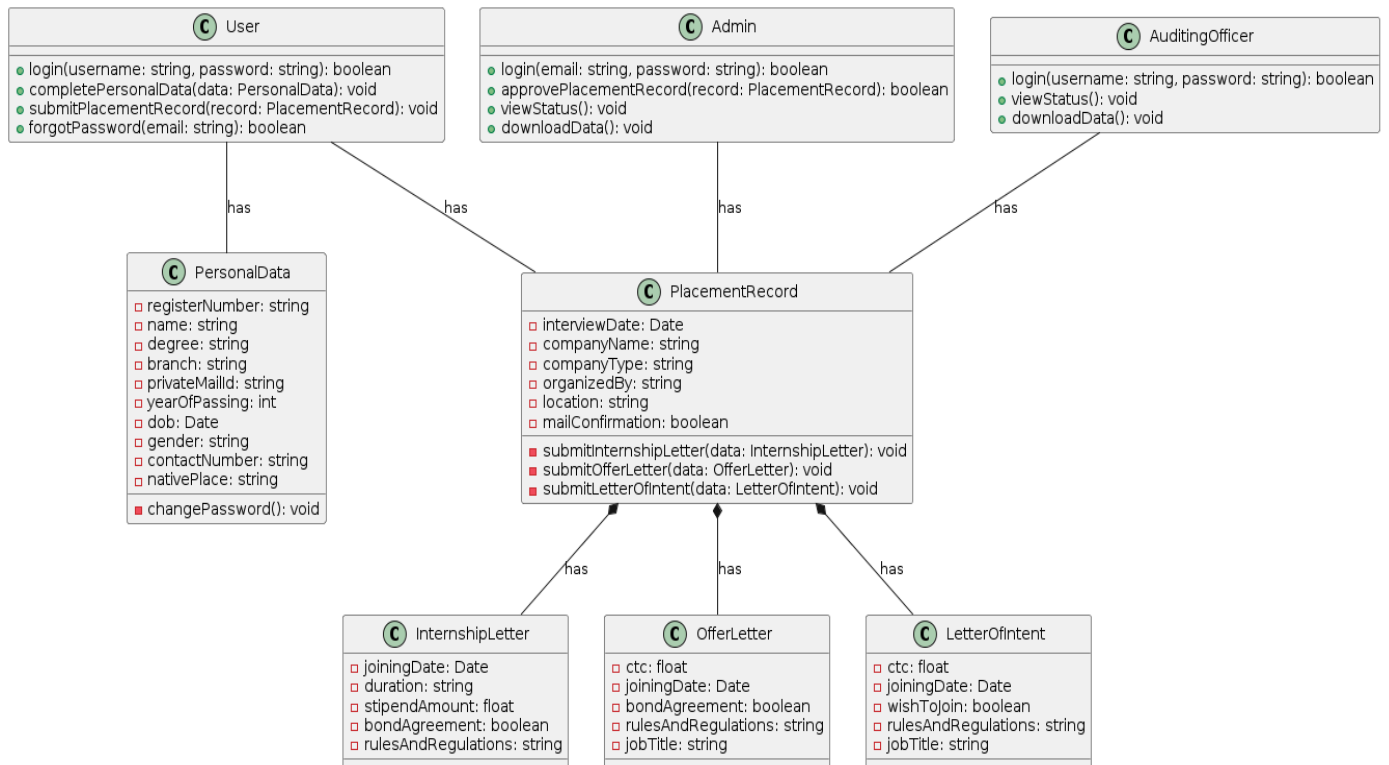 C User
login(username: string, password: string): boolean
completePersonalData(data: PersonalData): void
submitPlacementRecord(record: PlacementRecord): void
forgotPassword(email: string): boolean
C Admin
login(email: string, password: string): boolean
approvePlacementRecord(record: PlacementRecord): boolean
viewStatus(): void
downloadData(): void
C AuditingOfficer
login(username: string, password: string): boolean
viewStatus(): void
downloadData(): void
has
has
has
has
C PersonalData
registerNumber: string
name: string
degree: string
branch: string
privateMailId: string
yearOfPassing: int
dob: Date
gender: string
contactNumber: string
nativePlace: string
changePassword(): void
C PlacementRecord
interviewDate: Date
companyName: string
companyType: string
organizedBy: string
location: string
mailConfirmation: boolean
submitInternshipLetter(data: InternshipLetter): void
submitOfferLetter(data: OfferLetter): void
submitLetterOfIntent(data: LetterOfIntent): void
has
has
has
C InternshipLetter
joiningDate: Date
duration: string
stipendAmount: float
bondAgreement: boolean
rulesAndRegulations: string
C OfferLetter
ctc: float
joiningDate: Date
bondAgreement: boolean
rulesAndRegulations: string
jobTitle: string
C LetterOfIntent
ctc: float
joiningDate: Date
wishToJoin: boolean
rulesAndRegulations: string
jobTitle: string